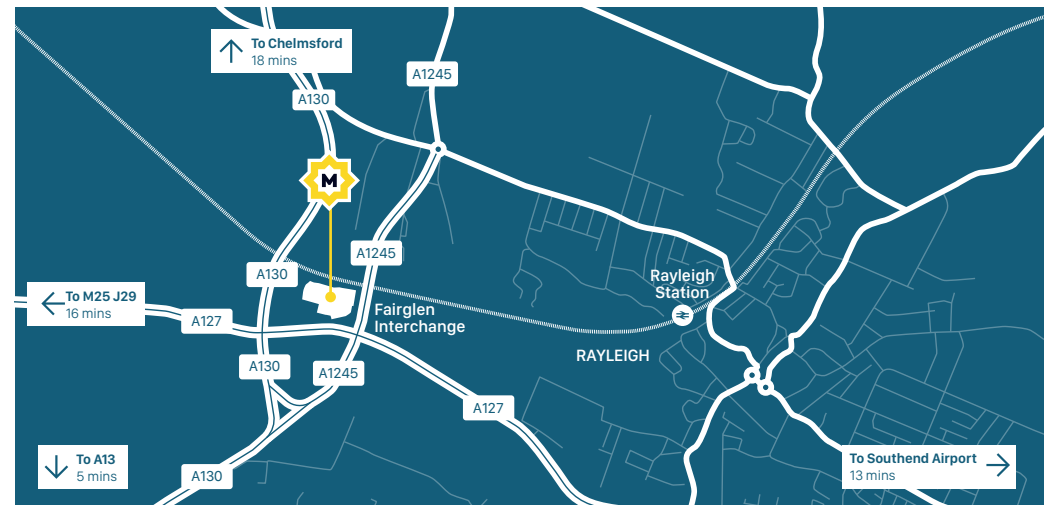 To Chelmsford
18 mins
A1245
A130
M
A1245
A130
Rayleigh
Station
To M25 J29
16 mins
Fairglen
Interchange
A127
RAYLEIGH
A130
A1245
A127
To A13
5 mins
A130
To Southend Airport
13 mins